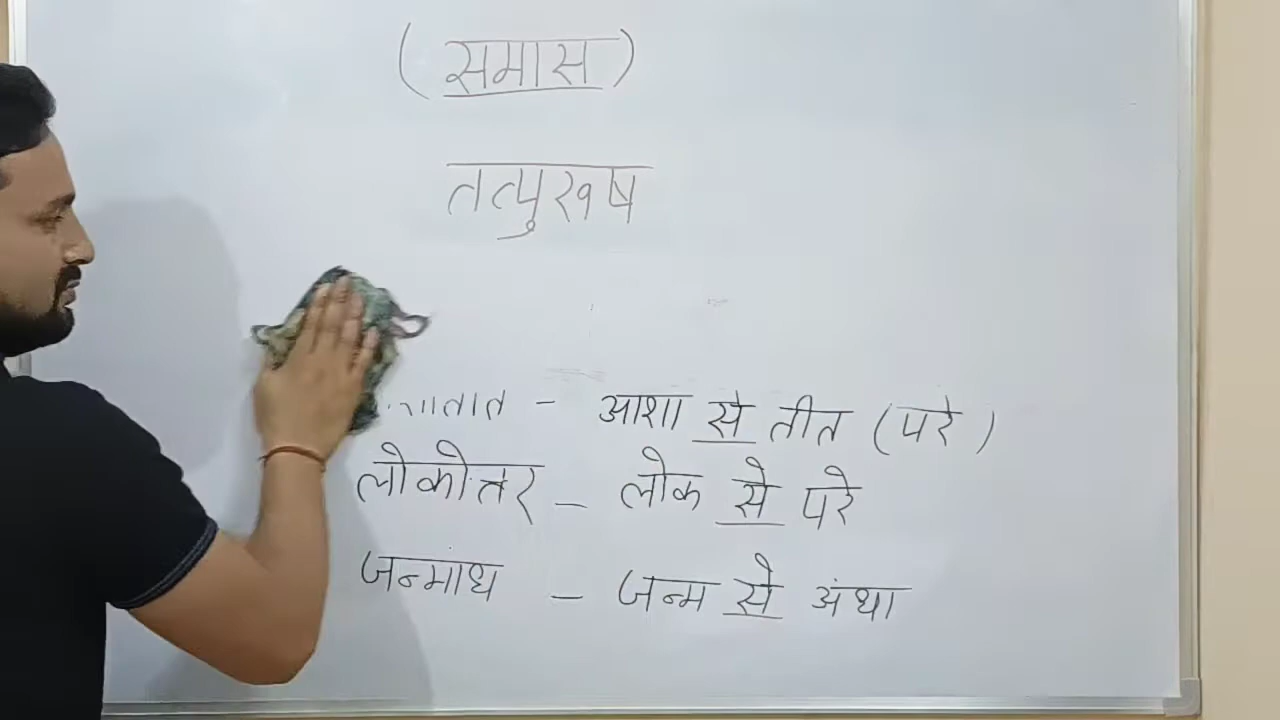 (समास)
तत्पुरुष
- आशा से तीत (परे)
लोकोत्तर - लोक से परे
जन्मांध - जन्म से अंधा